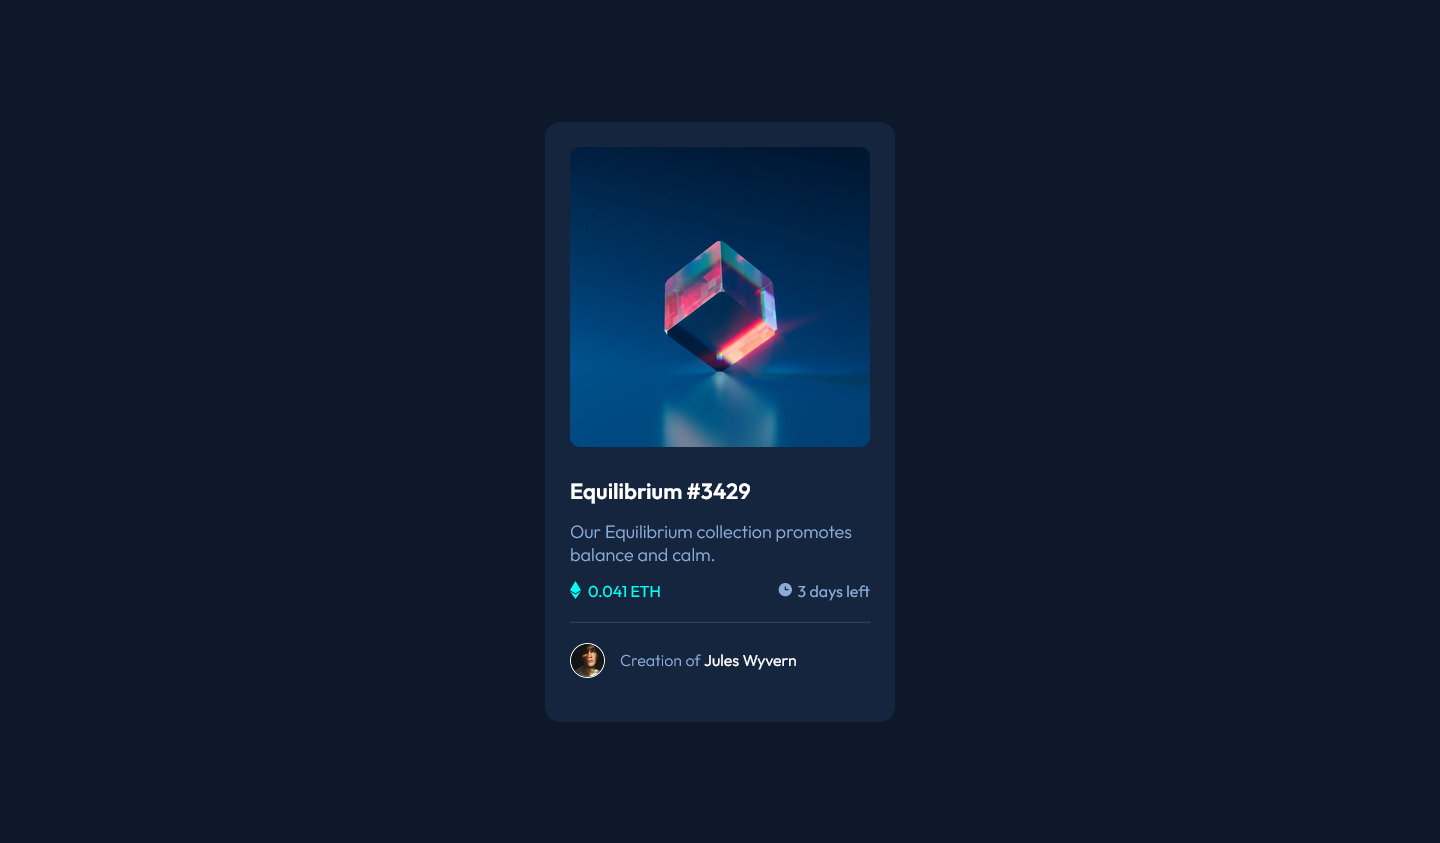 Equilibrium #3429
Our Equilibrium collection promotes
balance and calm.
0.041 ETH
3 days left
Creation of Jules Wyvern